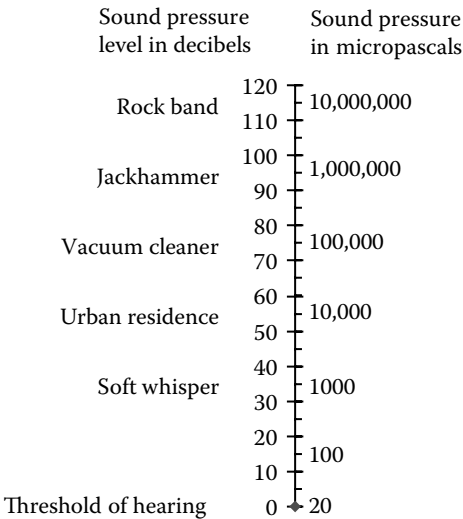 Sound pressure
level in decibels
Sound pressure
in micropascals
120
Rock band
10,000,000
110
100
Jackhammer
1,000,000
90
80
Vacuum cleaner
100,000
70
60
Urban residence
10,000
50
40
Soft whisper
1000
30
20
100
10
Threshold of hearing
0
20